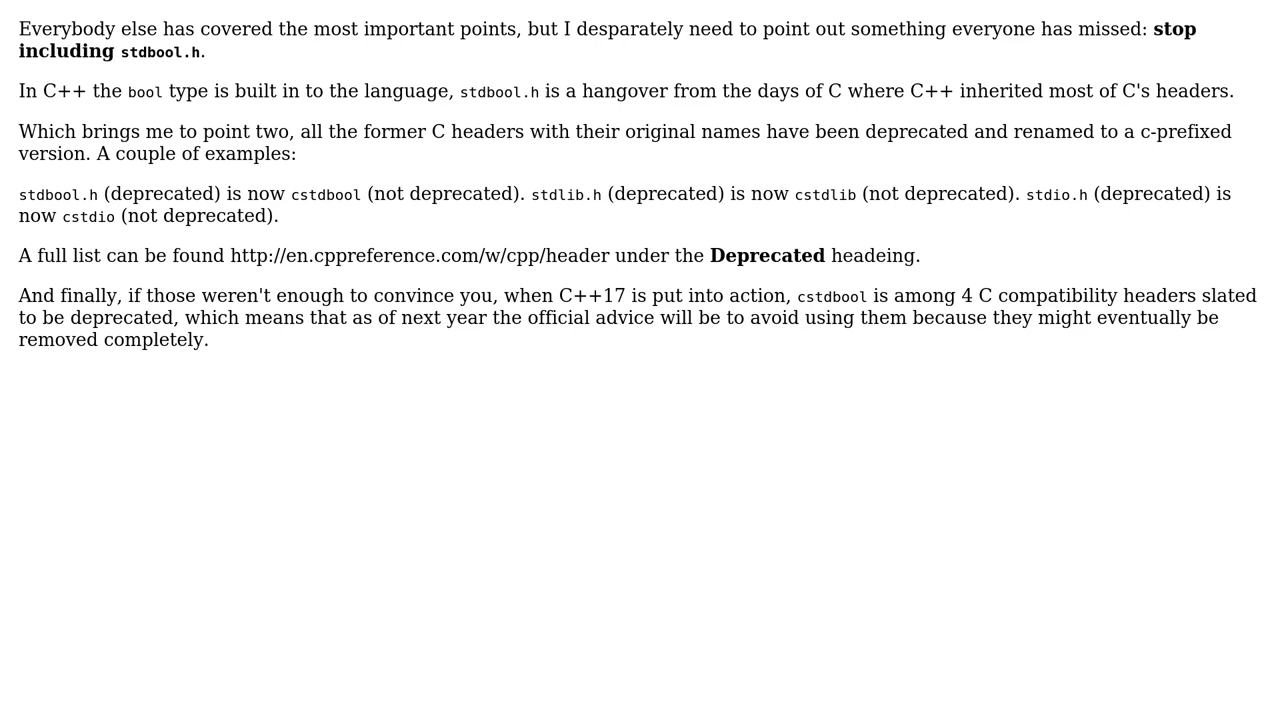 Everybody else has covered the most important points, but I desparately need to point out something everyone has missed: stop
including stdbool.h.
In C++ the bool type is built in to the language, stdbool.h is a hangover from the days of C where C++ inherited most of C's headers.
Which brings me to point two, all the former C headers with their original names have been deprecated and renamed to a c-prefixed
version. A couple of examples:
stdbool.h (deprecated) is now cstdbool (not deprecated). stdlib.h (deprecated) is now cstdlib (not deprecated). stdio.h (deprecated) is
now cstdio (not deprecated).
A full list can be found http://en.cppreference.com/w/cpp/header under the Deprecated headeing.
And finally, if those weren't enough to convince you, when C++17 is put into action, cstdbool is among 4 C compatibility headers slated
to be deprecated, which means that as of next year the official advice will be to avoid using them because they might eventually be
removed completely.